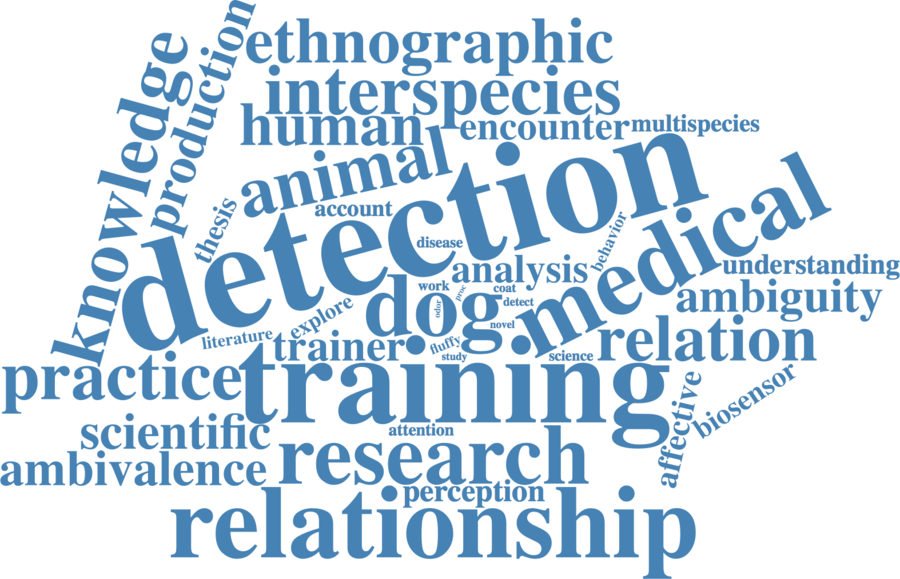 ethnographic
production
knowledge
interspecies
human
encounter
multispecies
animal
detection
medical
thesis
account
disease
behavior
analysis
understanding
work
dog
coat
proc
odor
detect
ambiguity
explore
novel
literature
trainer
fluffy
study
science
relation
practice
training
affective
biosensor
scientific
attention
ambivalence
research
perception
relationship